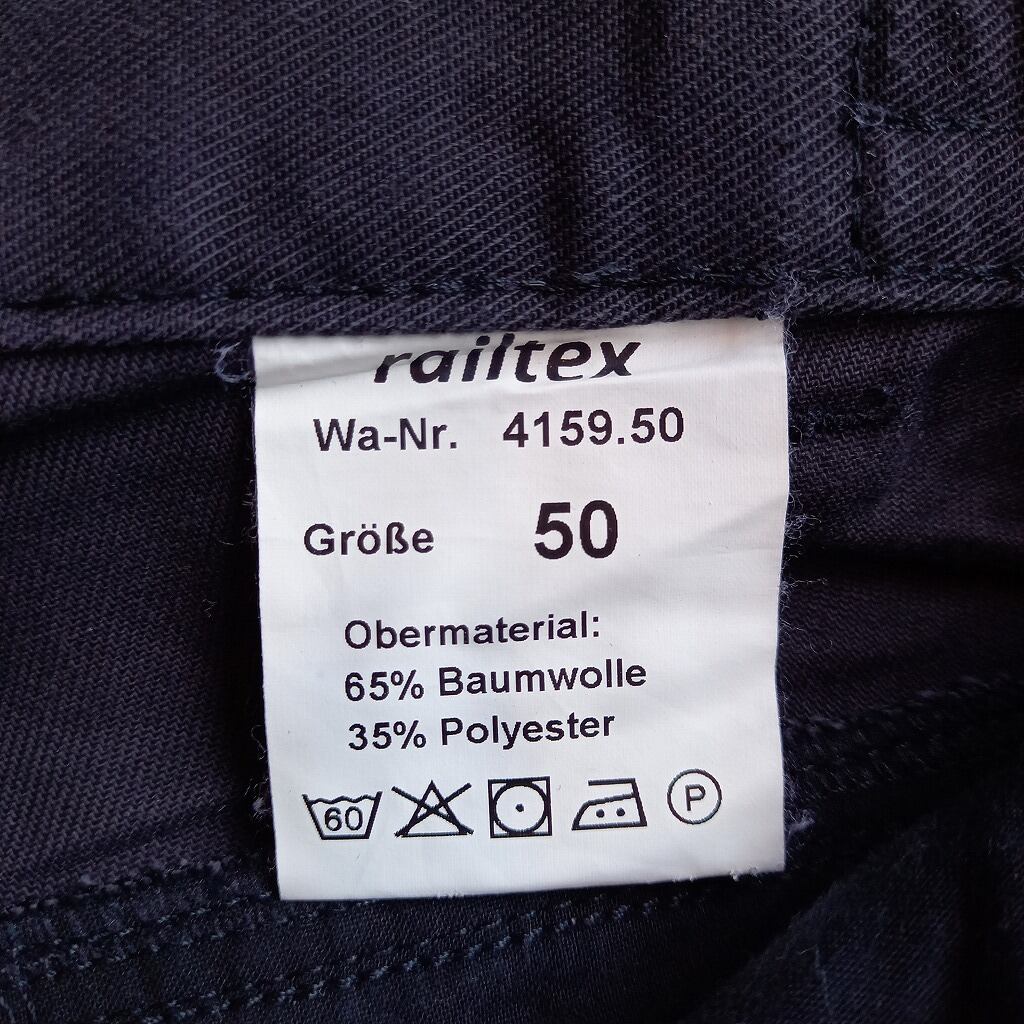 railtex
Wa-Nr. 4159.50
Größe 50
Obermaterial:
65% Baumwolle
35% Polyester
60 P